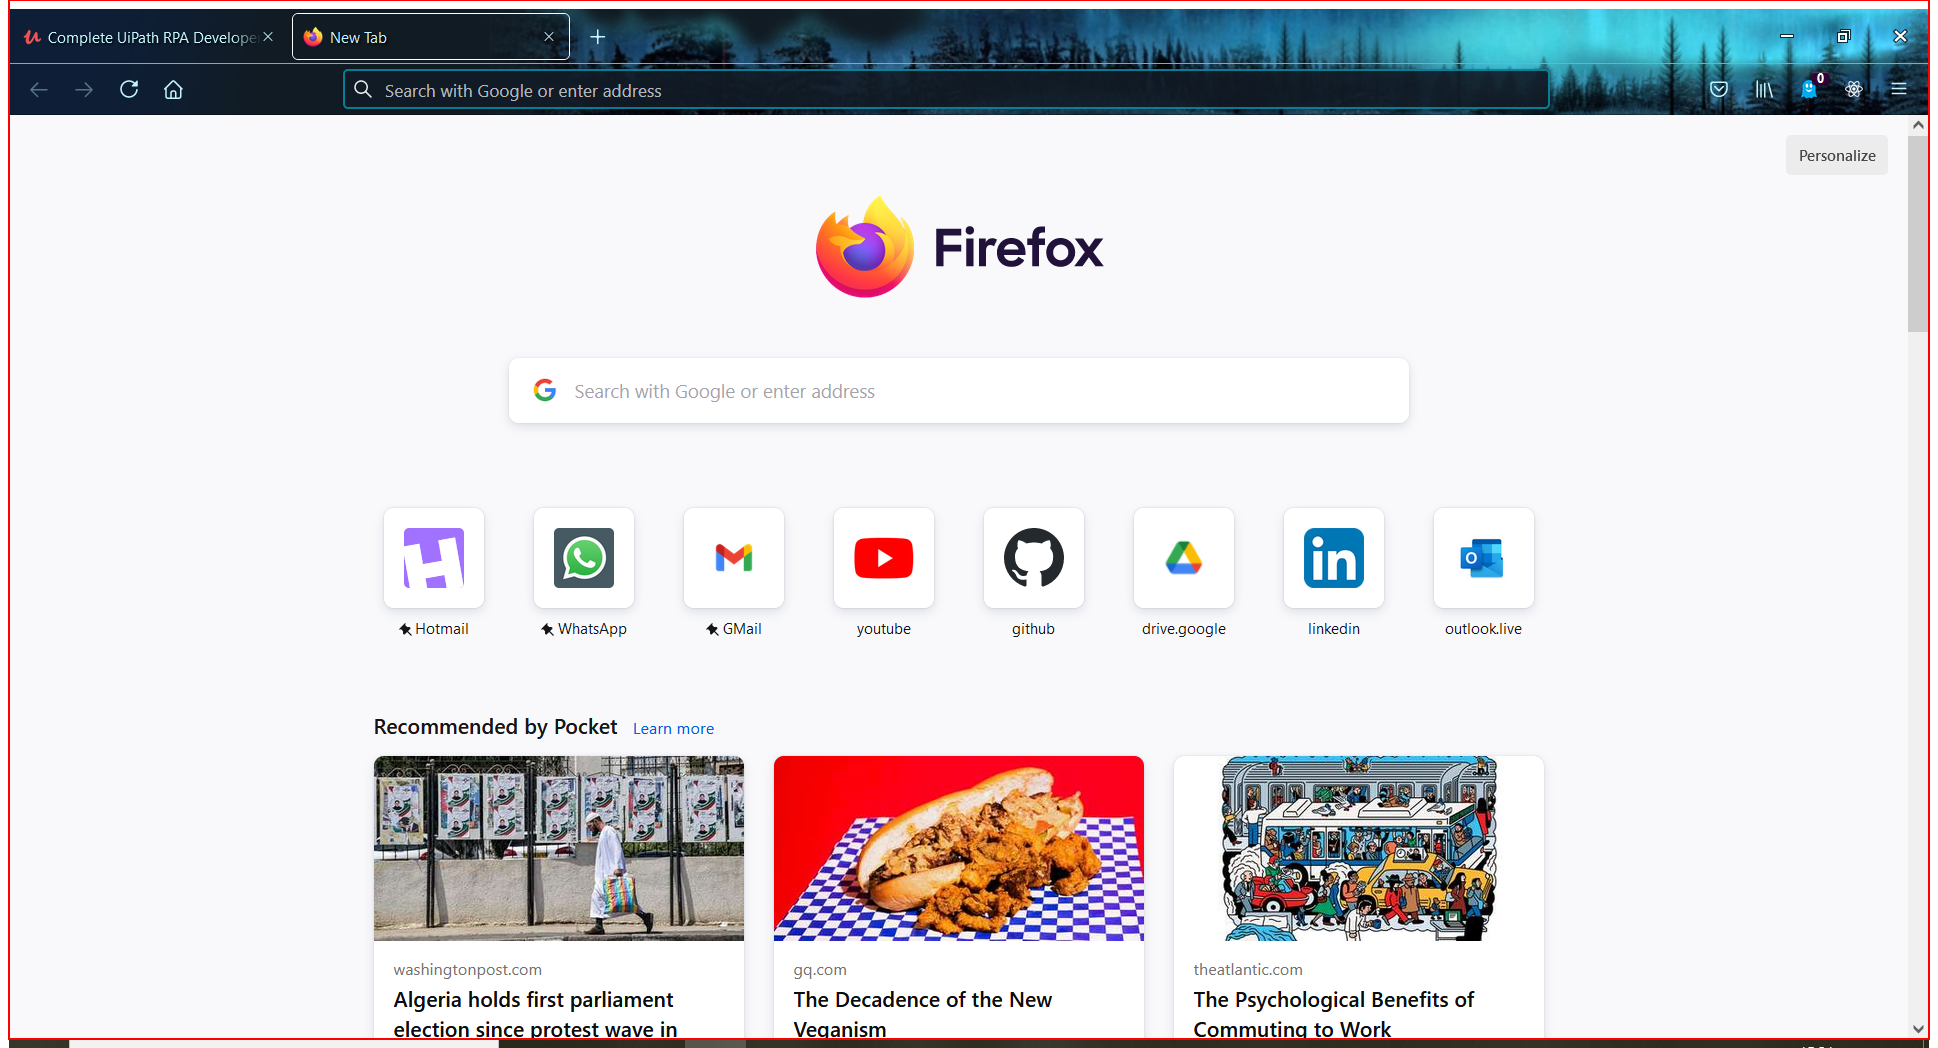 Complete UiPath RPA Develope
New Tab
Search with Google or enter address
0
Personalize
Firefox
Search with Google or enter address
Hotmail
WhatsApp
GMail
youtube
github
drive.google
linkedin
outlook.live
Recommended by Pocket Learn more
washingtonpost.com
Algeria holds first parliament
election since protest wave in
gq.com
The Decadence of the New
Veganism
theatlantic.com
The Psychological Benefits of
Commuting to Work